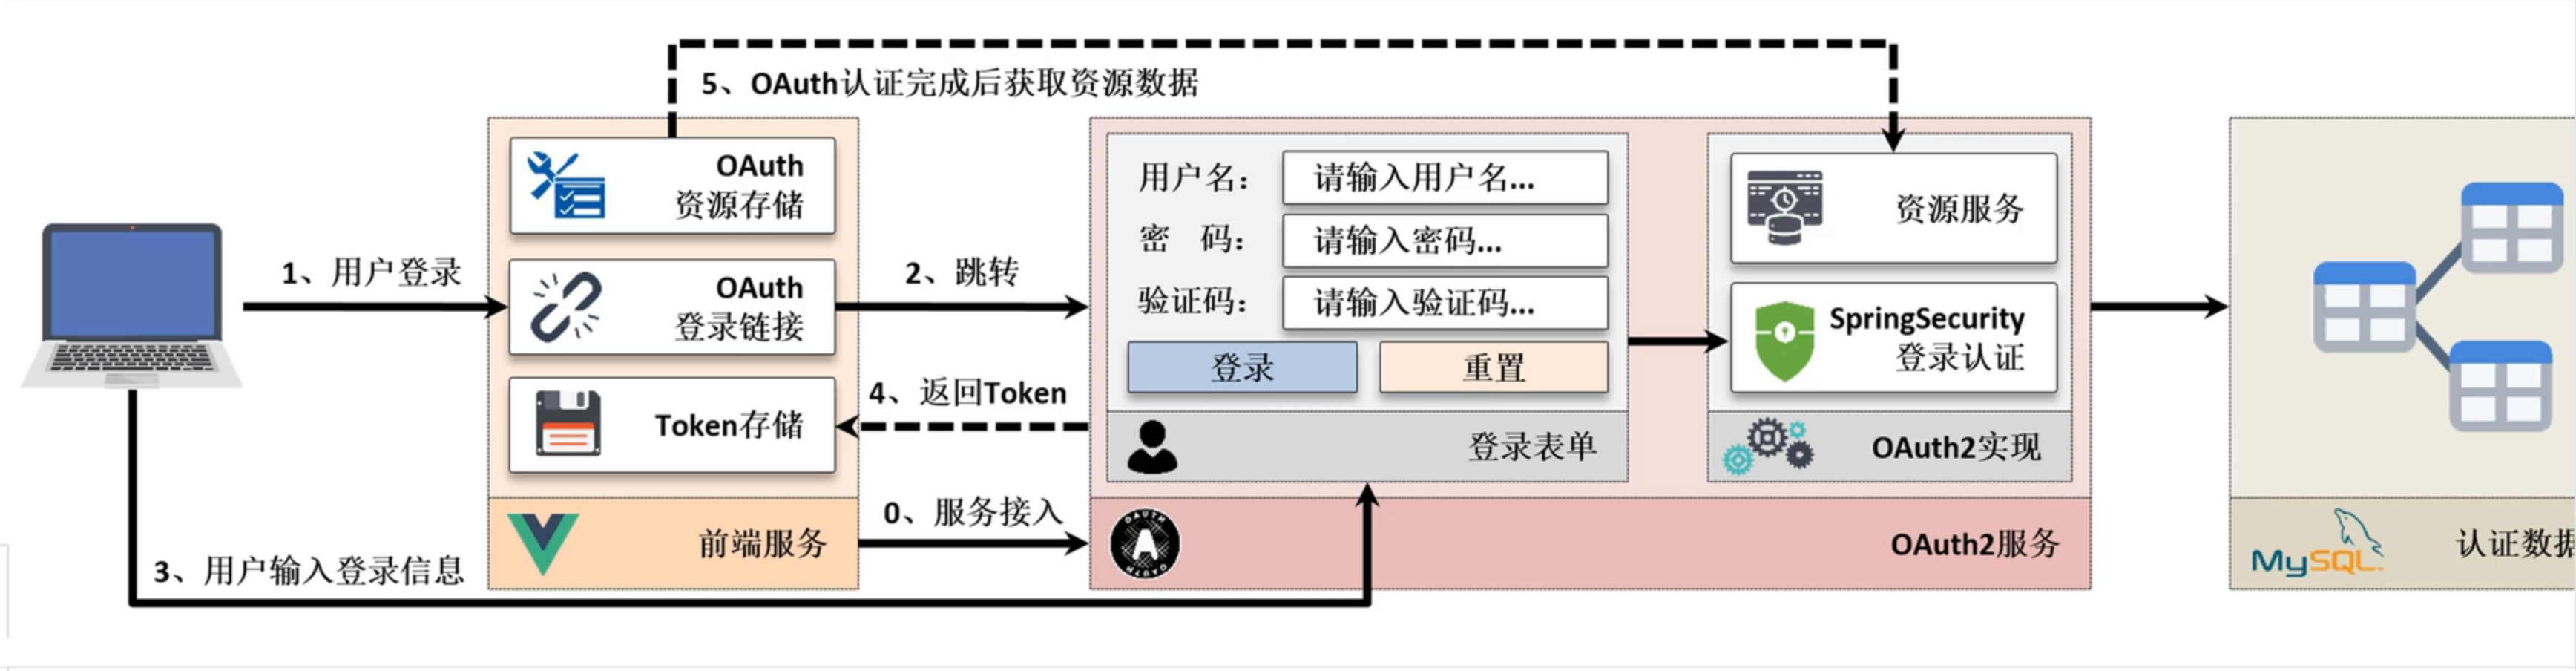 5、OAuth认证完成后获取资源数据
1、用户登录
OAuth
资源存储
OAuth
登录链接
Token存储
前端服务
2、跳转
4、返回Token
0、服务接入
3、用户输入登录信息
用户名：
请输入用户名...
密 码：
请输入密码...
验证码：
请输入验证码...
登录
重置
登录表单
资源服务
SpringSecurity
登录认证
OAuth2实现
OAUTH
A
OAUTH
OAuth2服务
MySQL
认证数据